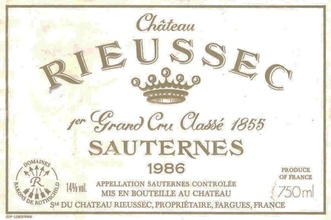 Château
RIEUSSEC
1er Grand Cru Classé 1855
SAUTERNES
1986
DOMAINES
R
BARONS DE ROTHSCHILD
14% vol.
APPELLATION SAUTERNES CONTROLÉE
MIS EN BOUTEILLE AU CHATEAU
Sté DU CHATEAU RIEUSSEC, PROPRIÉTAIRE, FARGUES, FRANCE
PRODUCE
OF FRANCE
750 ml